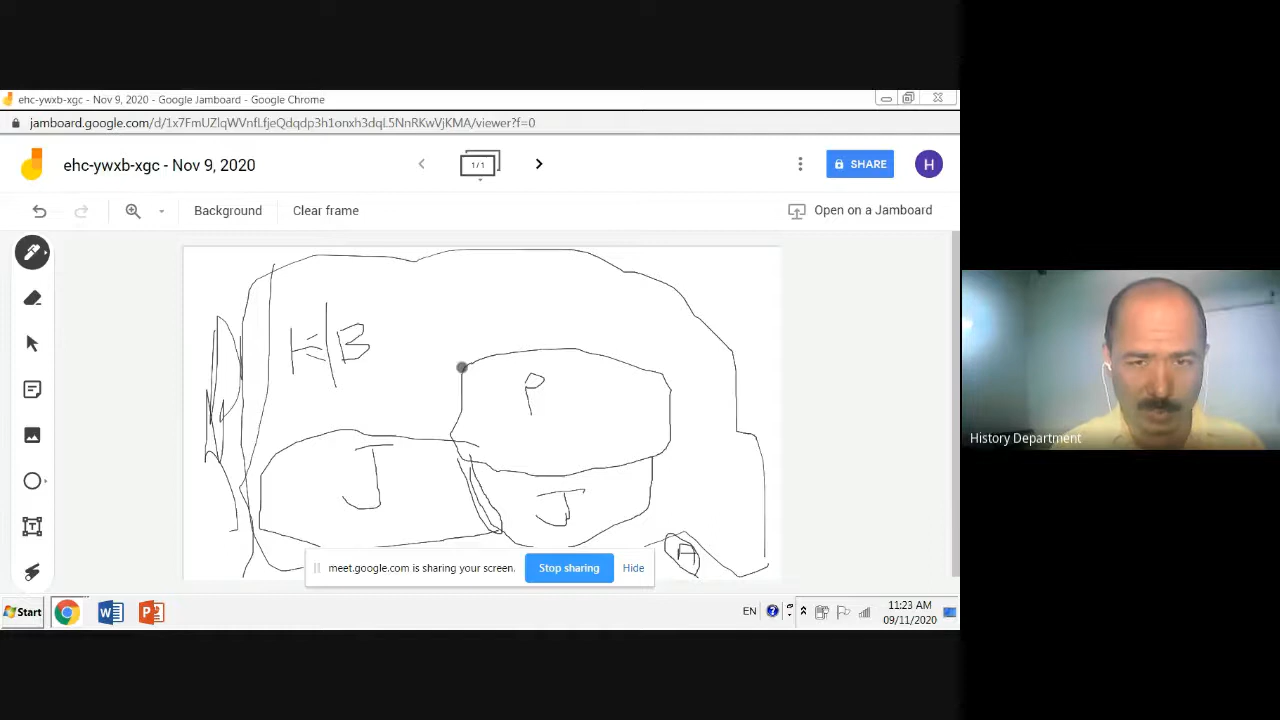 ehc-ywxb-xgc - Nov 9, 2020 - Google Jamboard - Google Chrome
jamboard.google.com/d/1x7FmUZlqWVnfLfjeQdqdp3h1onxh3dqL5NnRKwVjKMA/viewer?f=0
ehc-ywxb-xgc - Nov 9, 2020
1/1
SHARE
H
Background
Clear frame
Open on a Jamboard
P
J
J
A
History Department
meet.google.com is sharing your screen.
Stop sharing
Hide
Start
EN
11:23 AM
09/11/2020